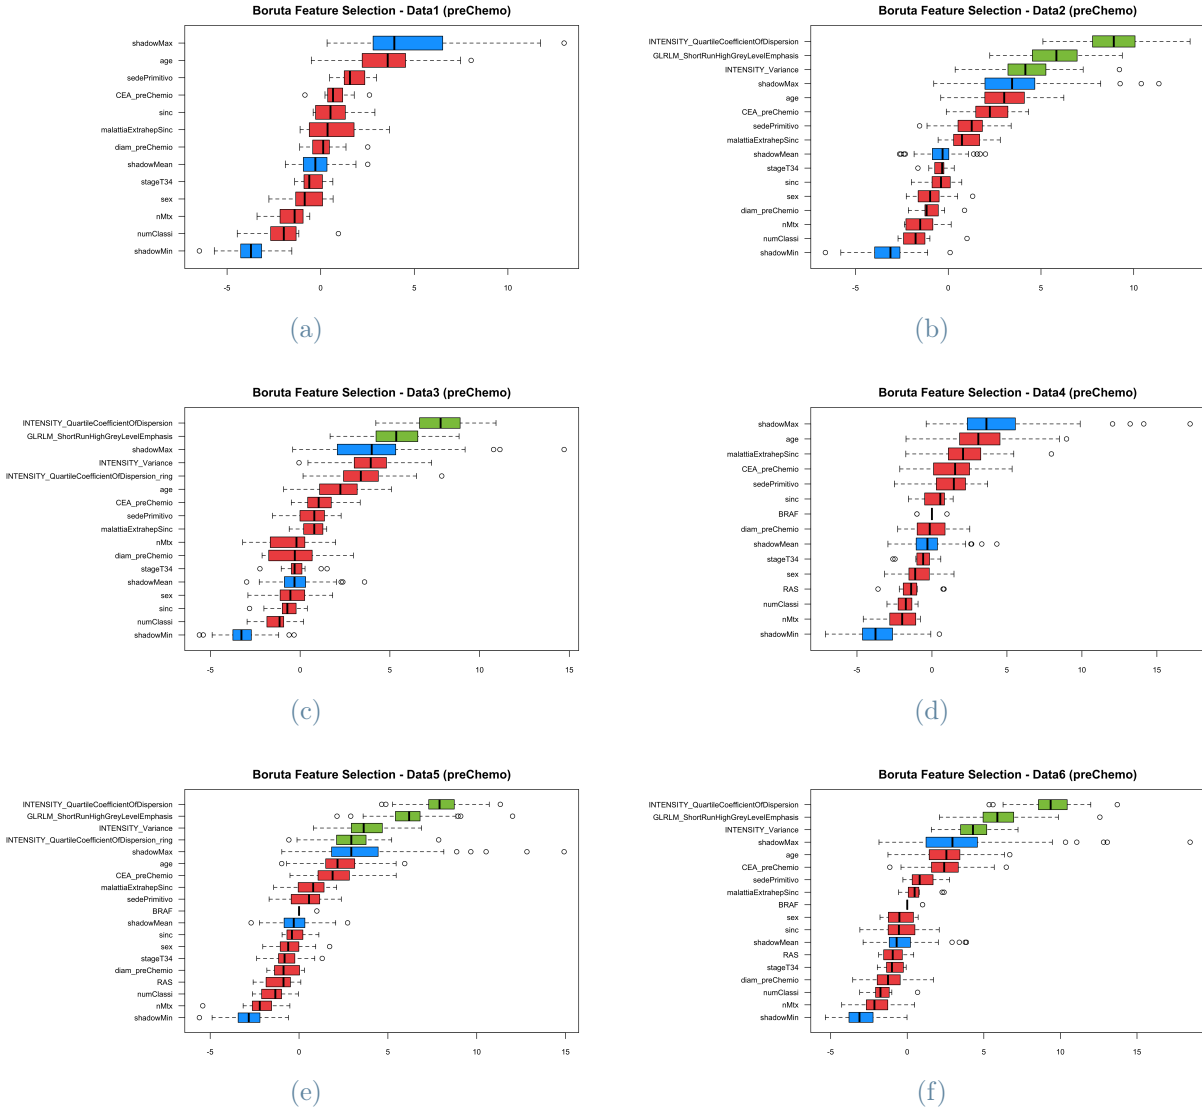 Boruta Feature Selection - Data1 (preChemo)
shadowMax
age
sedePrimitivo
CEA_preChemio
sinc
malattiaExtrahepSinc
diam_preChemio
shadowMean
stageT34
sex
nMtx
numClassi
shadowMin
-5 0 5 10
(a)
Boruta Feature Selection - Data2 (preChemo)
INTENSITY_QuartileCoefficientOfDispersion
GLRLM_ShortRunHighGreyLevelEmphasis
INTENSITY_Variance
shadowMax
age
CEA_preChemio
sedePrimitivo
malattiaExtrahepSinc
shadowMean
stageT34
sinc
sex
diam_preChemio
nMtx
numClassi
shadowMin
-5 0 5 10
(b)
Boruta Feature Selection - Data3 (preChemo)
INTENSITY_QuartileCoefficientOfDispersion
GLRLM_ShortRunHighGreyLevelEmphasis
shadowMax
INTENSITY_Variance
INTENSITY_QuartileCoefficientOfDispersion_ring
age
CEA_preChemio
sedePrimitivo
malattiaExtrahepSinc
nMtx
diam_preChemio
stageT34
shadowMean
sex
sinc
numClassi
shadowMin
-5 0 5 10 15
(c)
Boruta Feature Selection - Data4 (preChemo)
shadowMax
age
malattiaExtrahepSinc
CEA_preChemio
sedePrimitivo
sinc
BRAF
diam_preChemio
shadowMean
stageT34
sex
RAS
numClassi
nMtx
shadowMin
-5 0 5 10 15
(d)
Boruta Feature Selection - Data5 (preChemo)
INTENSITY_QuartileCoefficientOfDispersion
GLRLM_ShortRunHighGreyLevelEmphasis
INTENSITY_Variance
INTENSITY_QuartileCoefficientOfDispersion_ring
shadowMax
age
CEA_preChemio
malattiaExtrahepSinc
sedePrimitivo
BRAF
shadowMean
sinc
sex
stageT34
diam_preChemio
RAS
numClassi
nMtx
shadowMin
-5 0 5 10 15
(e)
Boruta Feature Selection - Data6 (preChemo)
INTENSITY_QuartileCoefficientOfDispersion
GLRLM_ShortRunHighGreyLevelEmphasis
INTENSITY_Variance
shadowMax
age
CEA_preChemio
sedePrimitivo
malattiaExtrahepSinc
BRAF
sex
sinc
shadowMean
RAS
stageT34
diam_preChemio
numClassi
nMtx
shadowMin
-5 0 5 10 15
(f)